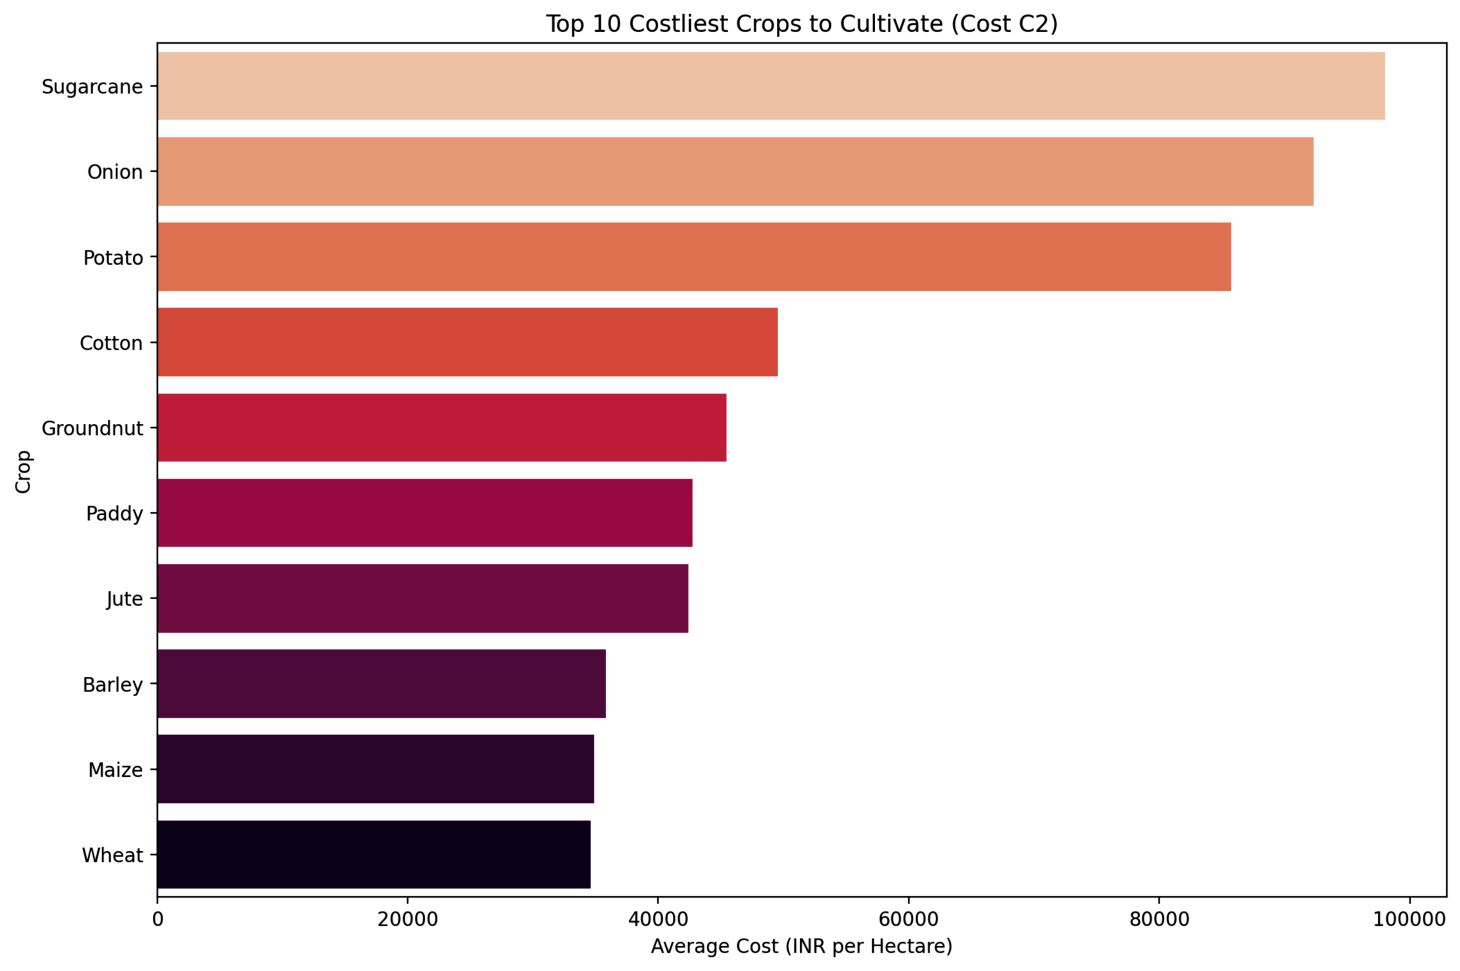 Top 10 Costliest Crops to Cultivate (Cost C2)
Crop
Sugarcane
Onion
Potato
Cotton
Groundnut
Paddy
Jute
Barley
Maize
Wheat
0 20000 40000 60000 80000 100000
Average Cost (INR per Hectare)